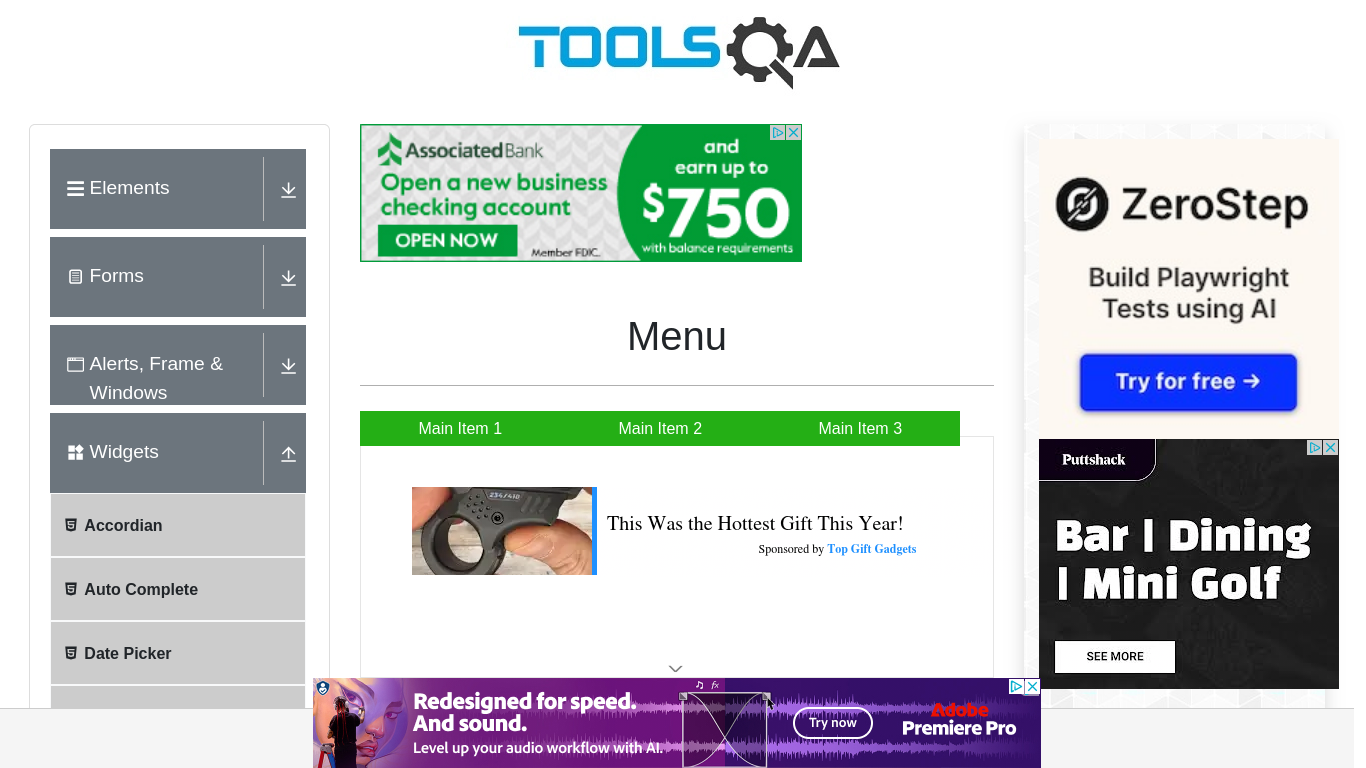 TOOLSQA
Elements
Forms
Alerts, Frame &
Windows
Widgets
Accordian
Auto Complete
Date Picker
AssociatedBank
Open a new business
checking account
OPEN NOW
Member FDIC.
and
earn up to
$750
with balance requirements
Menu
Main Item 1
Main Item 2
Main Item 3
234/410
This Was the Hottest Gift This Year!
Sponsored by Top Gift Gadgets
ZeroStep
Build Playwright
Tests using AI
Try for free →
Puttshack
Bar | Dining
| Mini Golf
SEE MORE
Redesigned for speed.
And sound.
Level up your audio workflow with AI.
fx
Try now
Adobe
Premiere Pro